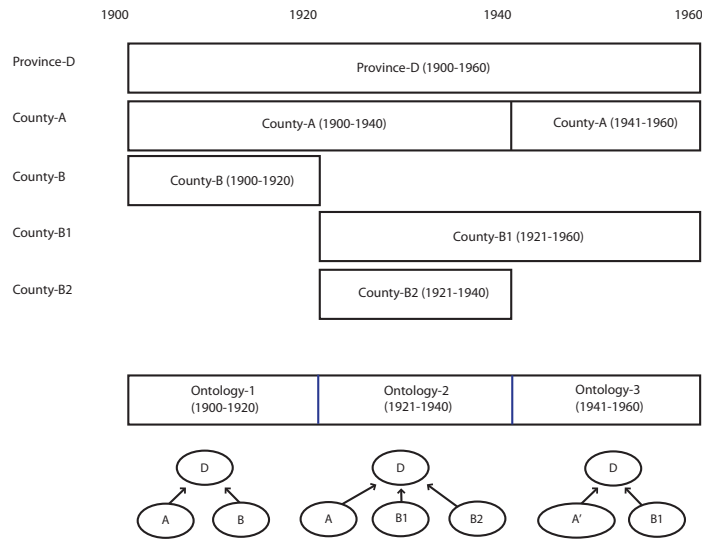 1900 1920 1940 1960
Province-D Province-D (1900-1960)
County-A County-A (1900-1940) County-A (1941-1960)
County-B County-B (1900-1920)
County-B1 County-B1 (1921-1960)
County-B2 County-B2 (1921-1940)
Ontology-1 Ontology-2 Ontology-3
(1900-1920) (1921-1940) (1941-1960)
D D D
A B A B1 B2 A' B1